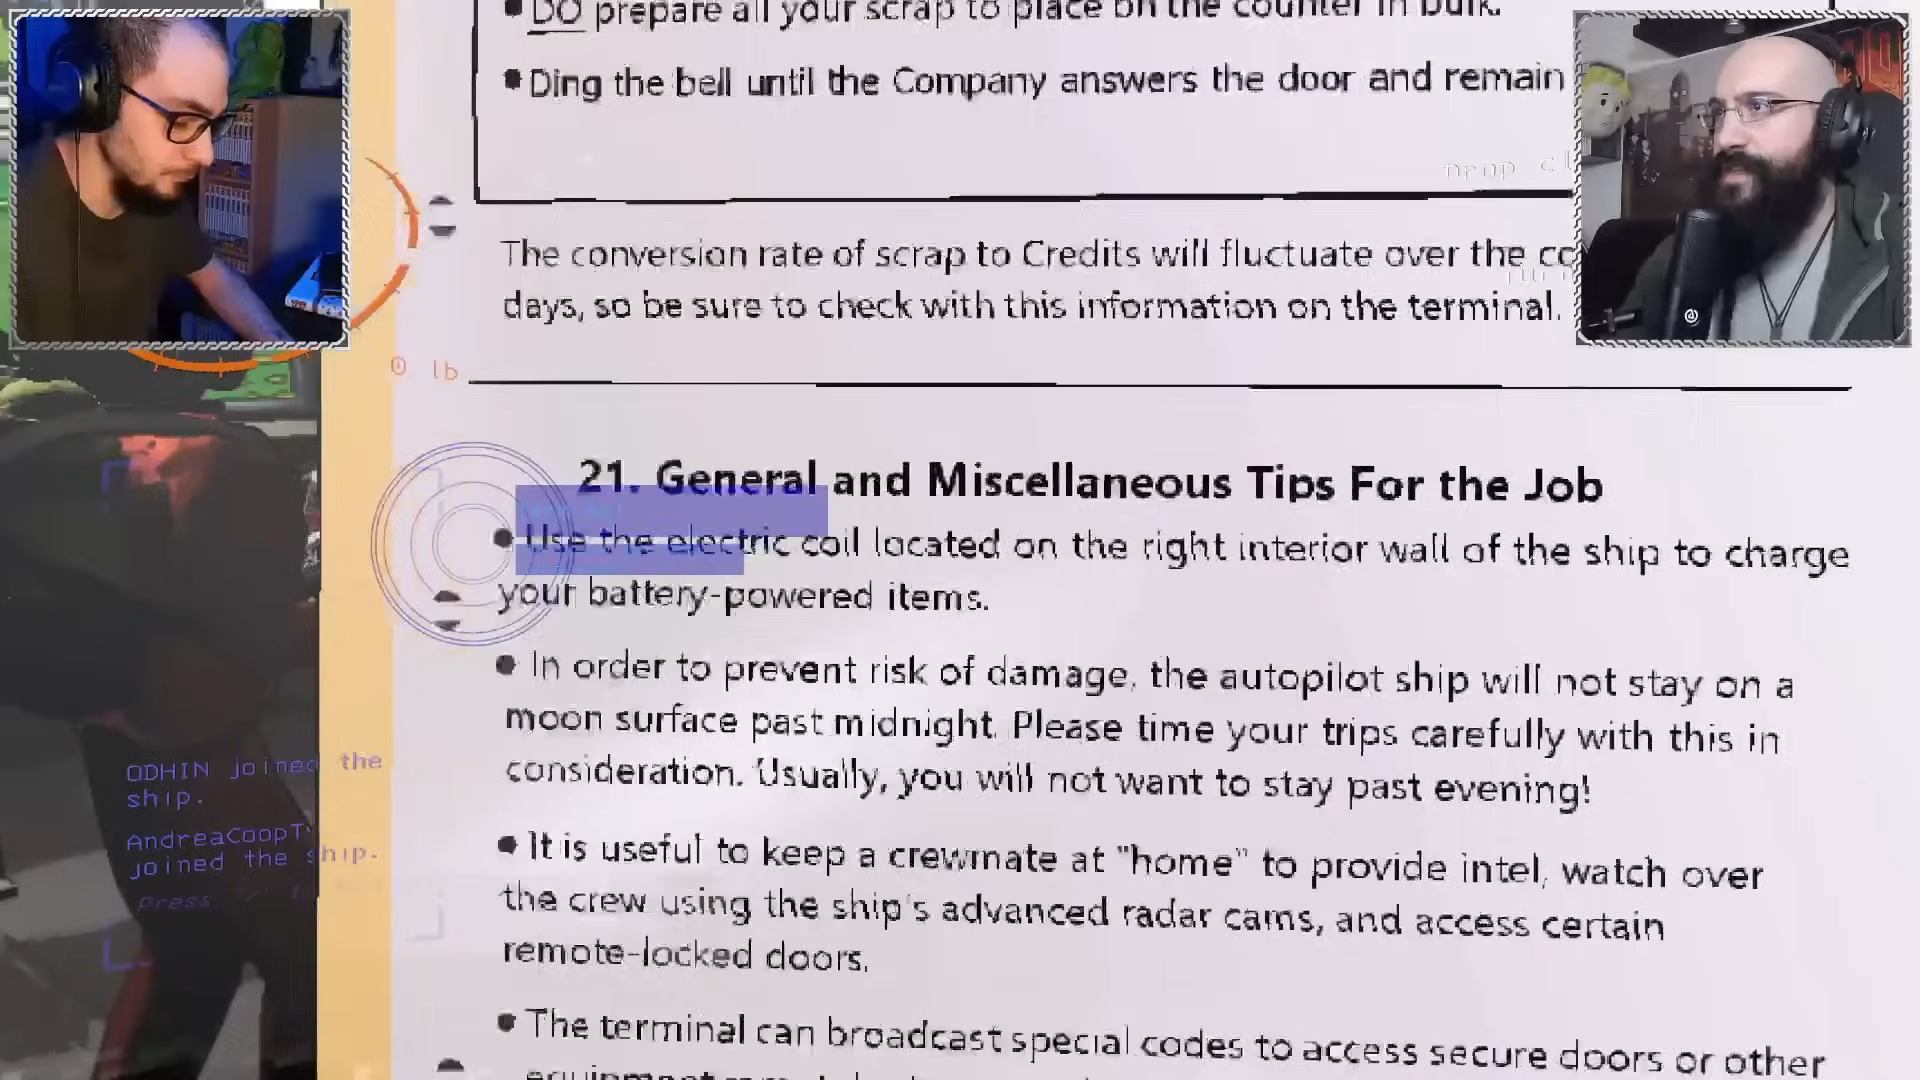 DO prepare all your scrap to place on the counter in bulk.
Ding the bell until the Company answers the door and remain
The conversion rate of scrap to Credits will fluctuate over the
days, so be sure to check with this information on the terminal.
0 lb
21. General and Miscellaneous Tips For the Job
Use the electric coil located on the right interior wall of the ship to charge
your battery-powered items.
In order to prevent risk of damage, the autopilot ship will not stay on a
moon surface past midnight. Please time your trips carefully with this in
consideration. Usually, you will not want to stay past evening!
ODHIN joined the
ship.
AndreaCoopT
joined the ship.
Press
It is useful to keep a crewmate at "home" to provide intel, watch over
the crew using the ship's advanced radar cams, and access certain
remote-locked doors.
The terminal can broadcast special codes to access secure doors or other